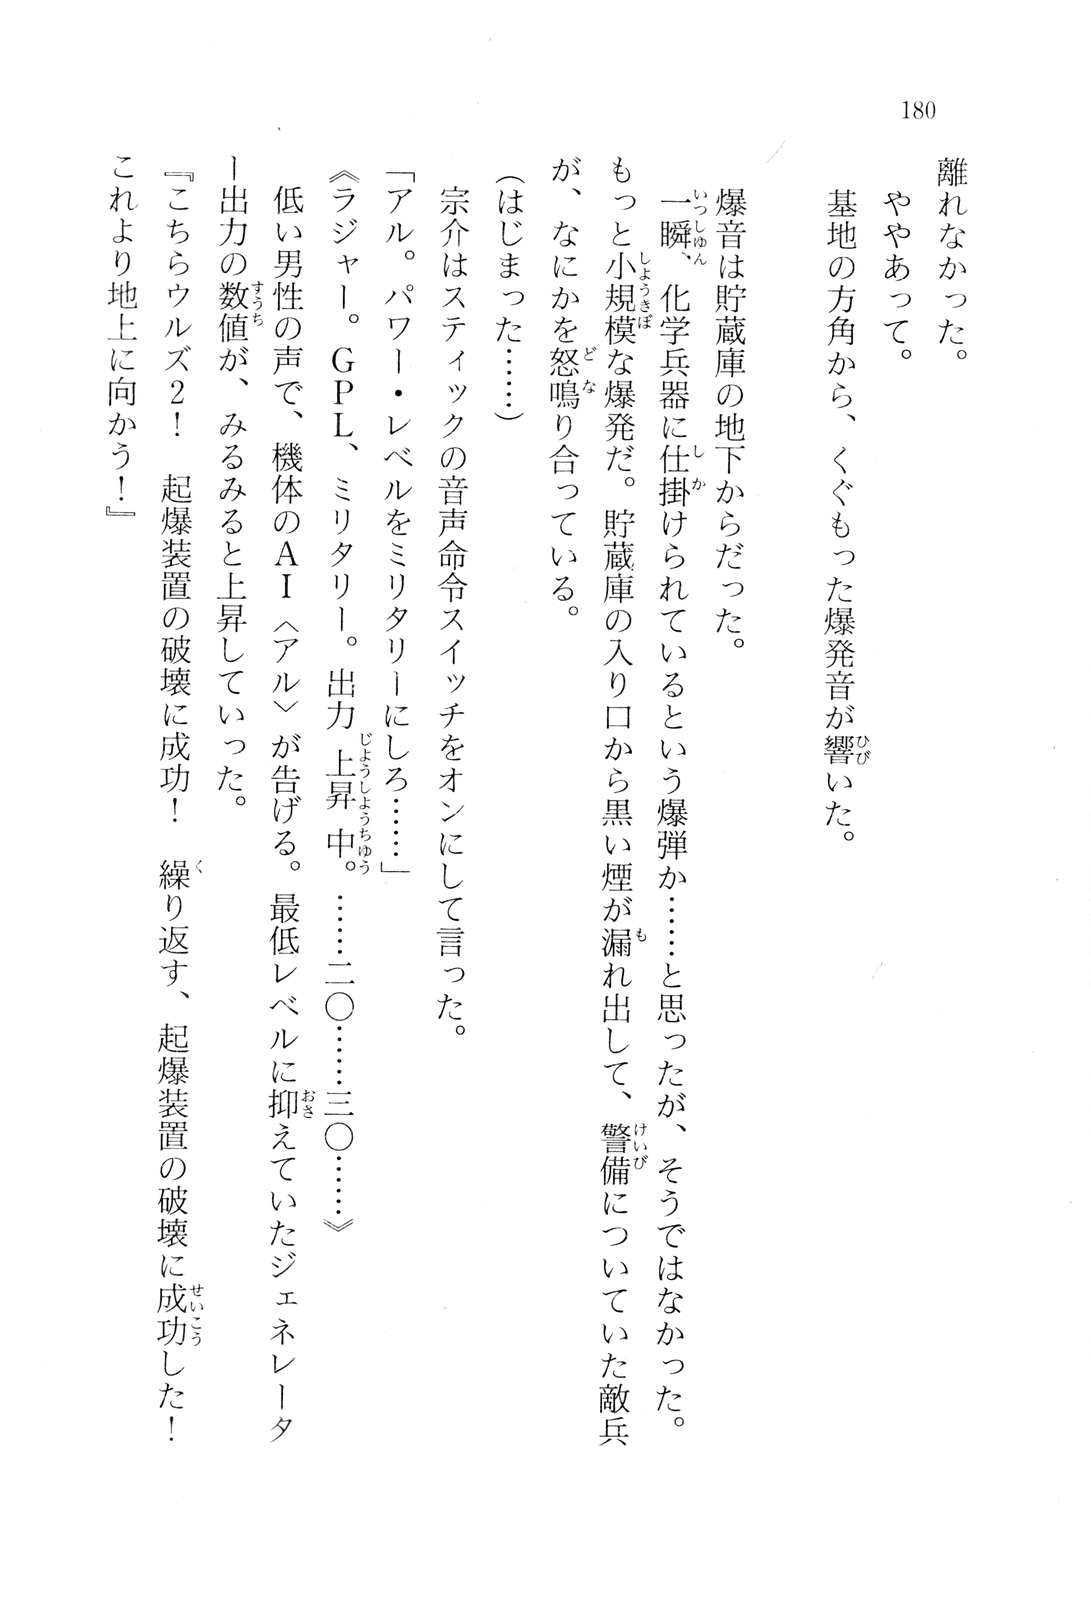 180
離れなかった。
ややあって。
基地の方角から、くぐもった爆発音が響いた。
爆音は貯蔵庫の地下からだった。
一瞬、化学兵器に仕掛けられているという爆弾か……と思ったが、そうではなかった。
もっと小規模な爆発だ。貯蔵庫の入り口から黒い煙が漏れ出して、警備についていた敵兵
が、なにかを怒鳴り合っている。
（はじまった……）
宗介はスティックの音声命令スイッチをオンにして言った。
「アル。パワー・レベルをミリタリーにしろ……」
《ラジャー。GPL、ミリタリー。出力上昇中。……二〇……三〇……》
低い男性の声で、機体のAI〈アル〉が告げる。最低レベルに抑えていたジェネレータ
ー出力の数値が、みるみると上昇していった。
『こちらウルズ2！　起爆装置の破壊に成功！　繰り返す、起爆装置の破壊に成功した！
これより地上に向かう！』